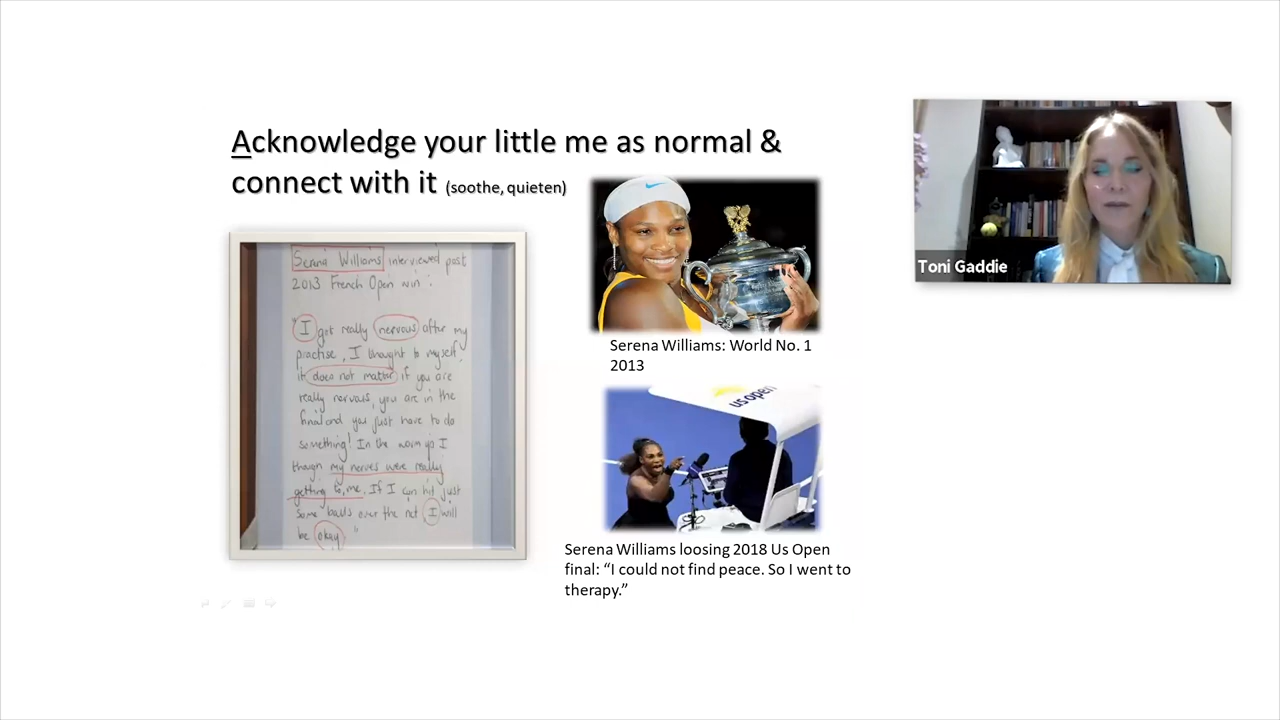 Acknowledge your little me as normal &
connect with it (soothe, quieten)
Serena Williams interviewed post
2013 French Open win:
"I got really nervous after my
practise, I thought to myself,
it does not matter if you are
really nervous, you are in the
final and you just have to do
something! In the warm up I
though my nerves were really
getting to me. If I can hit just
some balls over the net I will
be okay"
Serena Williams: World No. 1
2013
us open
Serena Williams loosing 2018 Us Open
final: “I could not find peace. So I went to
therapy.”
Toni Gaddie